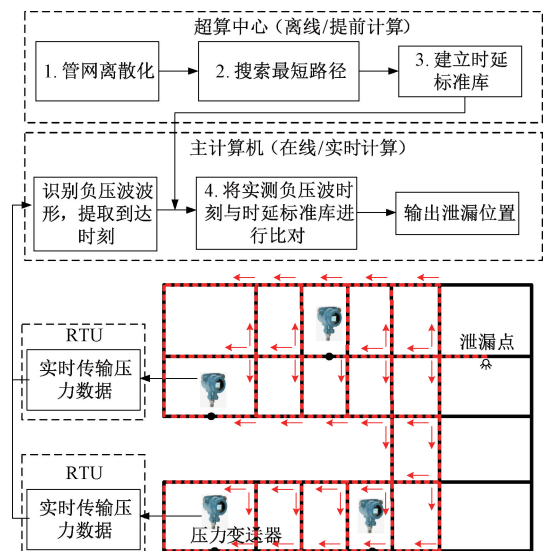 超算中心(离线/提前计算)
1. 管网离散化
2. 搜索最短路径
3. 建立时延
标准库
主计算机(在线/实时计算)
识别负压波波
形，提取到达
时刻
4. 将实测负压波时
刻与时延标准库进
行比对
输出泄漏位置
RTU
实时传输压
力数据
泄漏点
RTU
实时传输压
力数据
压力变送器